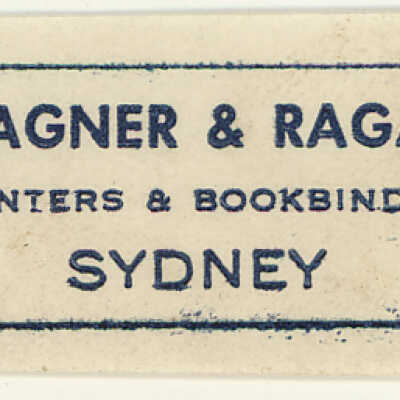 AGNER & RAGA
NTERS & BOOKBIND
SYDNEY